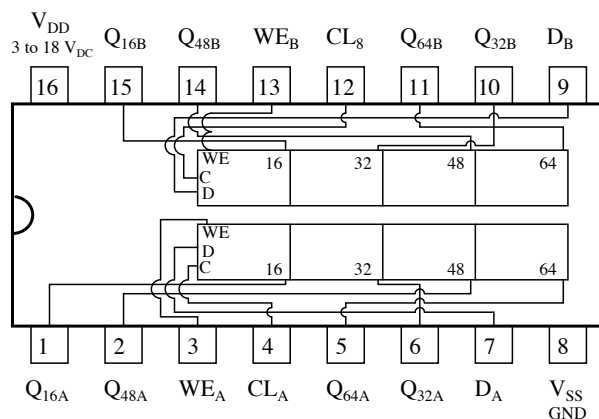 V_DD Q_16B Q_48B WE_B CL_8 Q_64B Q_32B D_B
3 to 18 V_DC
16 15 14 13 12 11 10 9
WE 16 32 48 64
C
D
WE
D
C 16 32 48 64
1 2 3 4 5 6 7 8
Q_16A Q_48A WE_A CL_A Q_64A Q_32A D_A V_SS
GND